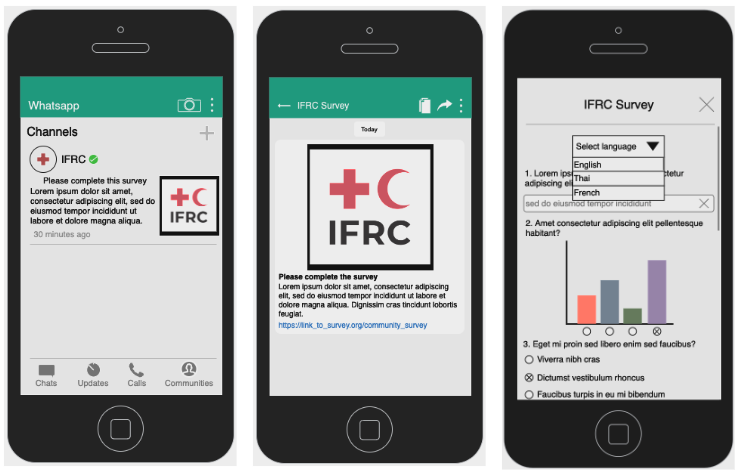 Whatsapp
Channels
IFRC
Please complete this survey
Lorem ipsum dolor sit amet,
consectetur adipiscing elit, sed do
eiusmod tempor incididunt ut
labore et dolore magna aliqua.
IFRC
30 minutes ago
Chats
Updates
Calls
Communities
IFRC Survey
Today
IFRC
Please complete the survey
Lorem ipsum dolor sit amet, consectetur adipiscing
elit, sed do eiusmod tempor incididunt ut labore et
dolore magna aliqua. Dignissim cras tincidunt lobortis
feugiat.
https://link_to_survey.org/community_survey
IFRC Survey
Select language
English
Thai
French
1. Lorem ips
ctetur
adipiscing eli
sed do eiusmod tempor incididunt
2. Amet consectetur adipiscing elit pellentesque
habitant?
3. Eget mi proin sed libero enim sed faucibus?
Viverra nibh cras
Dictumst vestibulum rhoncus
Faucibus turpis in eu mi bibendum